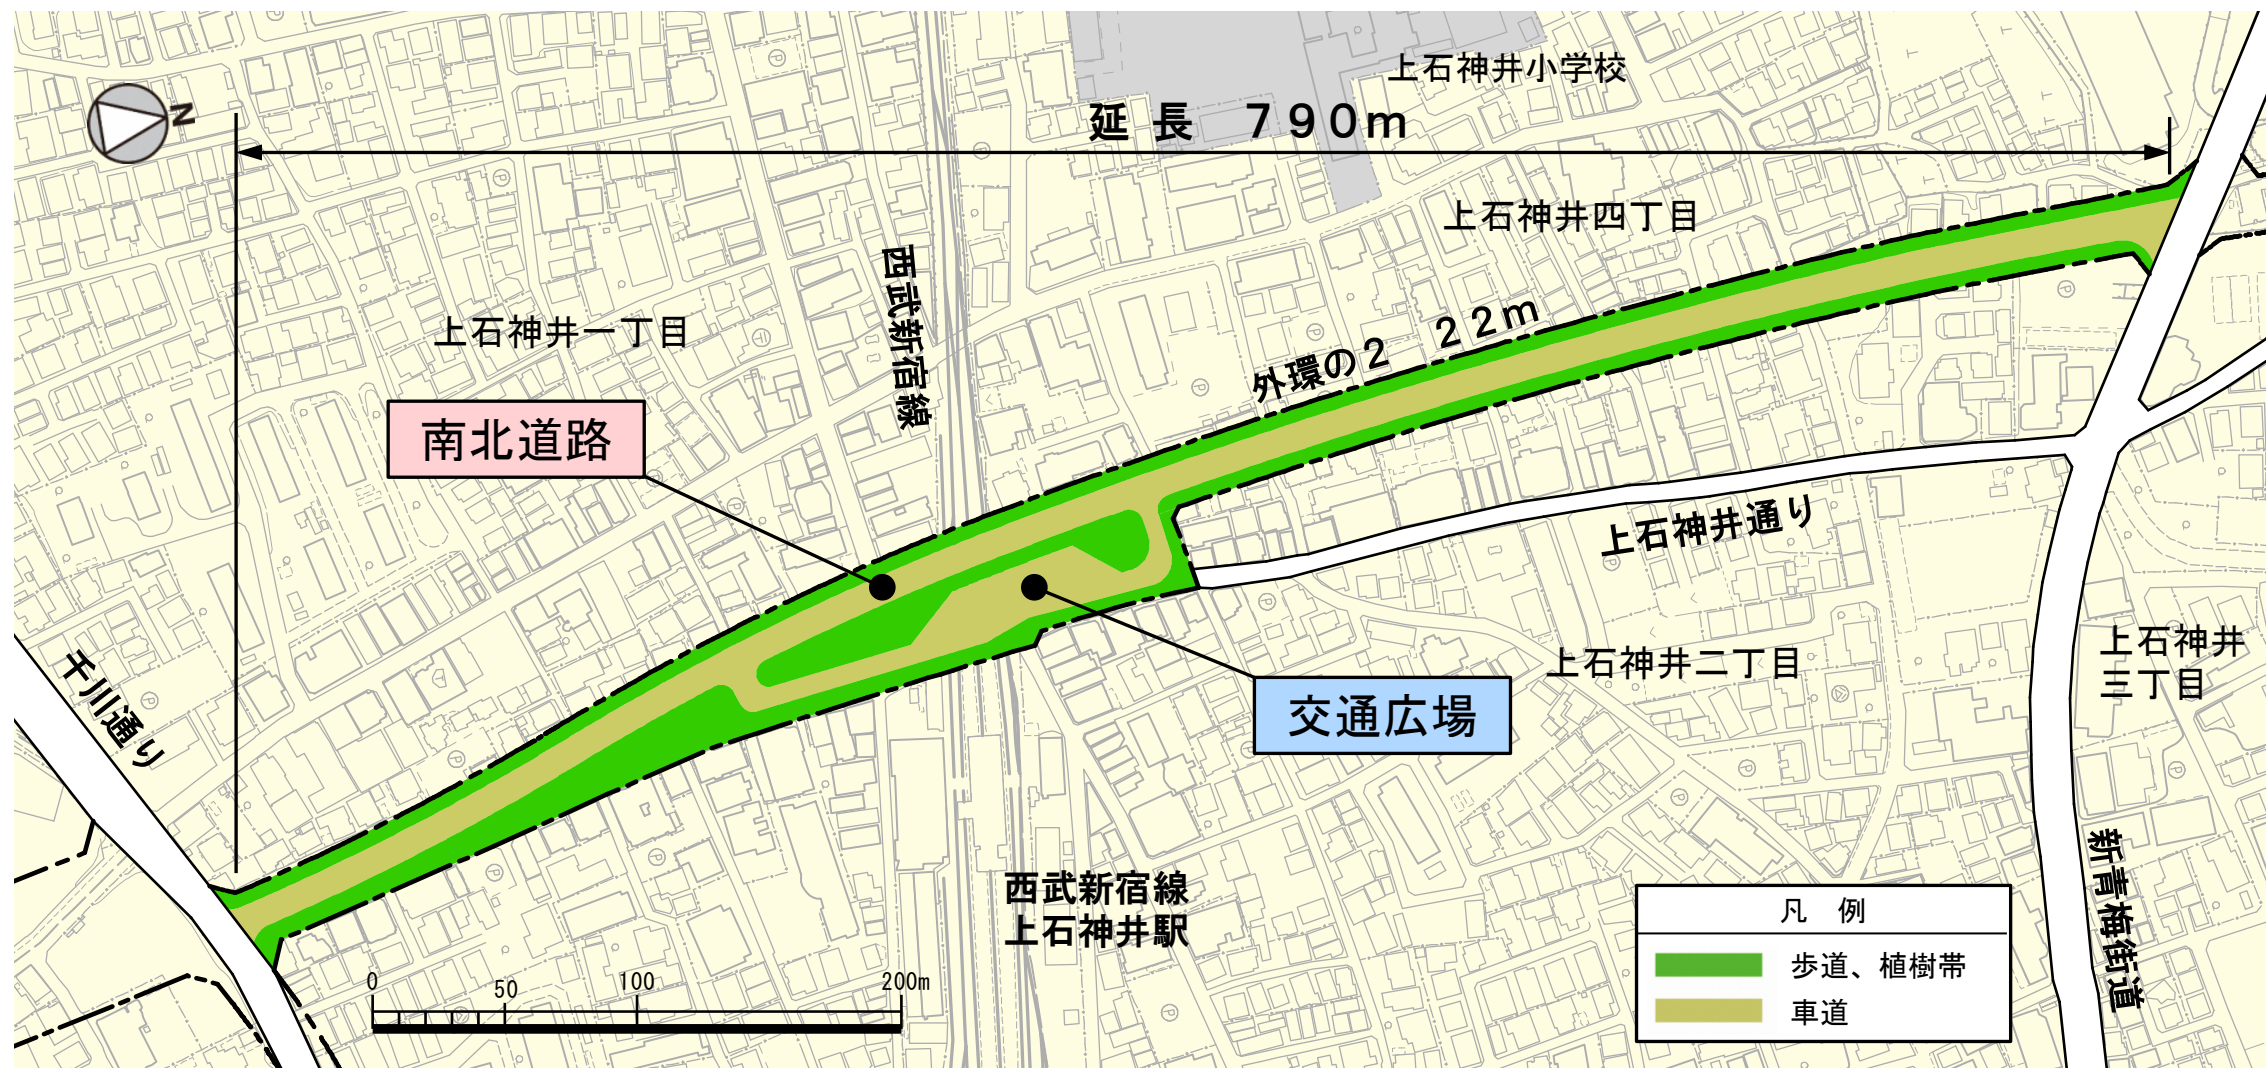 N
上石神井小学校
延長 790m
上石神井四丁目
西武新宿線
上石神井一丁目
外環の2 22m
南北道路
上石神井通り
千川通り
上石神井二丁目
上石神井
三丁目
交通広場
西武新宿線
上石神井駅
新青梅街道
0 50 100 200m
凡 例
歩道、植樹帯
車道